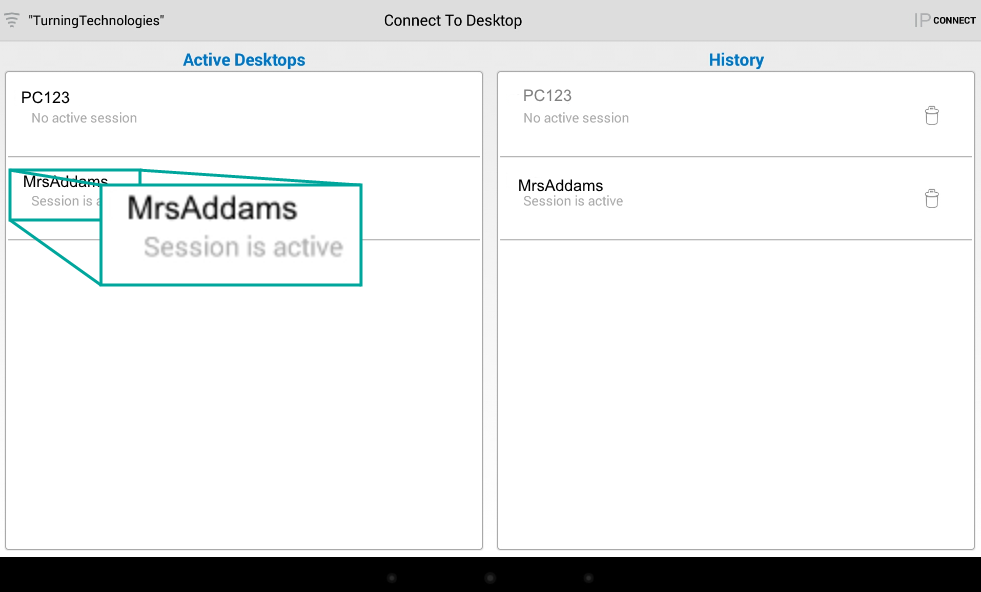 "TurningTechnologies"
Connect To Desktop
IP CONNECT
Active Desktops
PC123
No active session
MrsAddams
Session is a
MrsAddams
Session is active
History
PC123
No active session
MrsAddams
Session is active